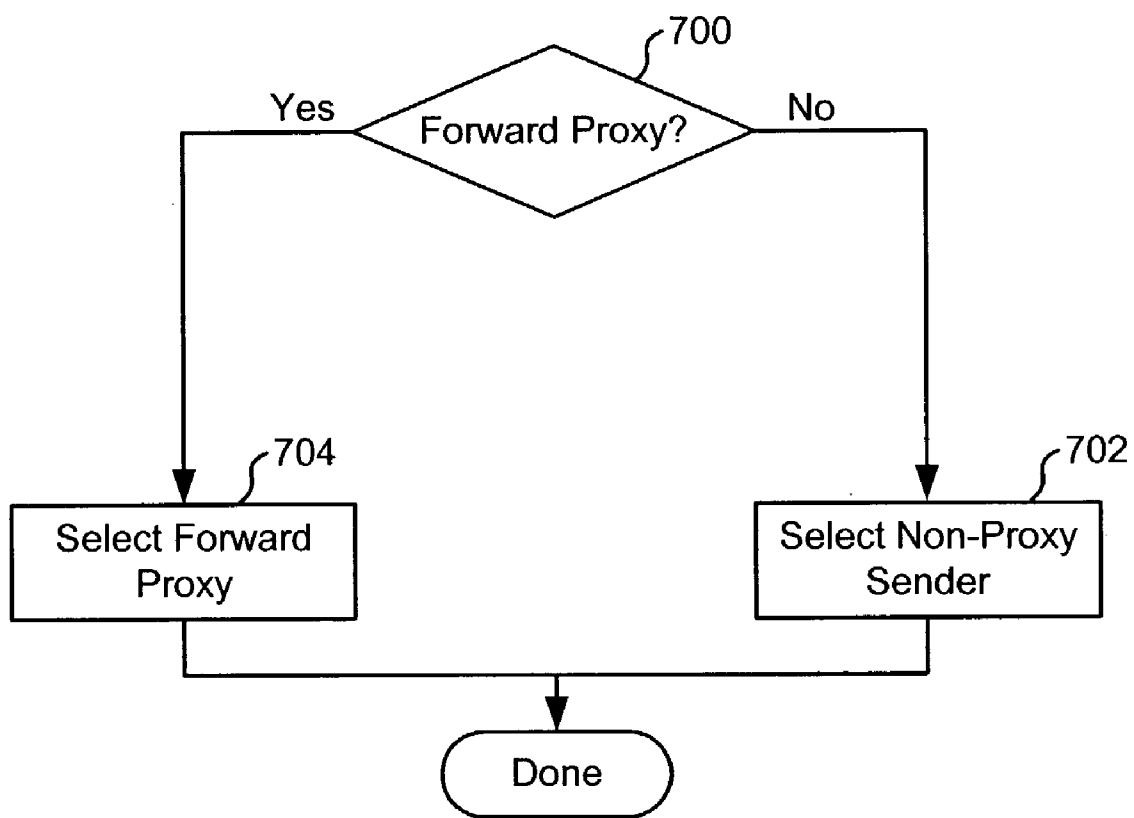 700
Yes
Forward Proxy?
No
704
Select Forward
Proxy
702
Select Non-Proxy
Sender
Done